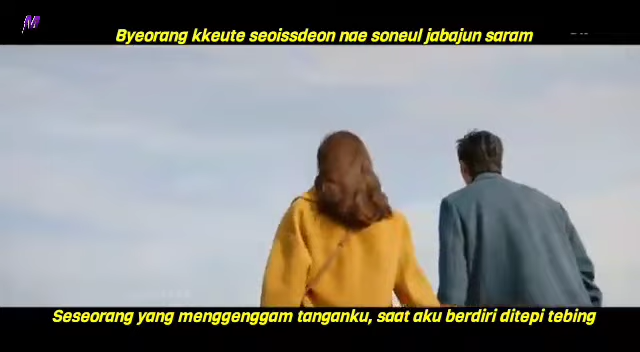 M
Byeorang kkeute seoissdeon nae soneul jabajun saram
Seseorang yang menggenggam tanganku, saat aku berdiri ditepi tebing